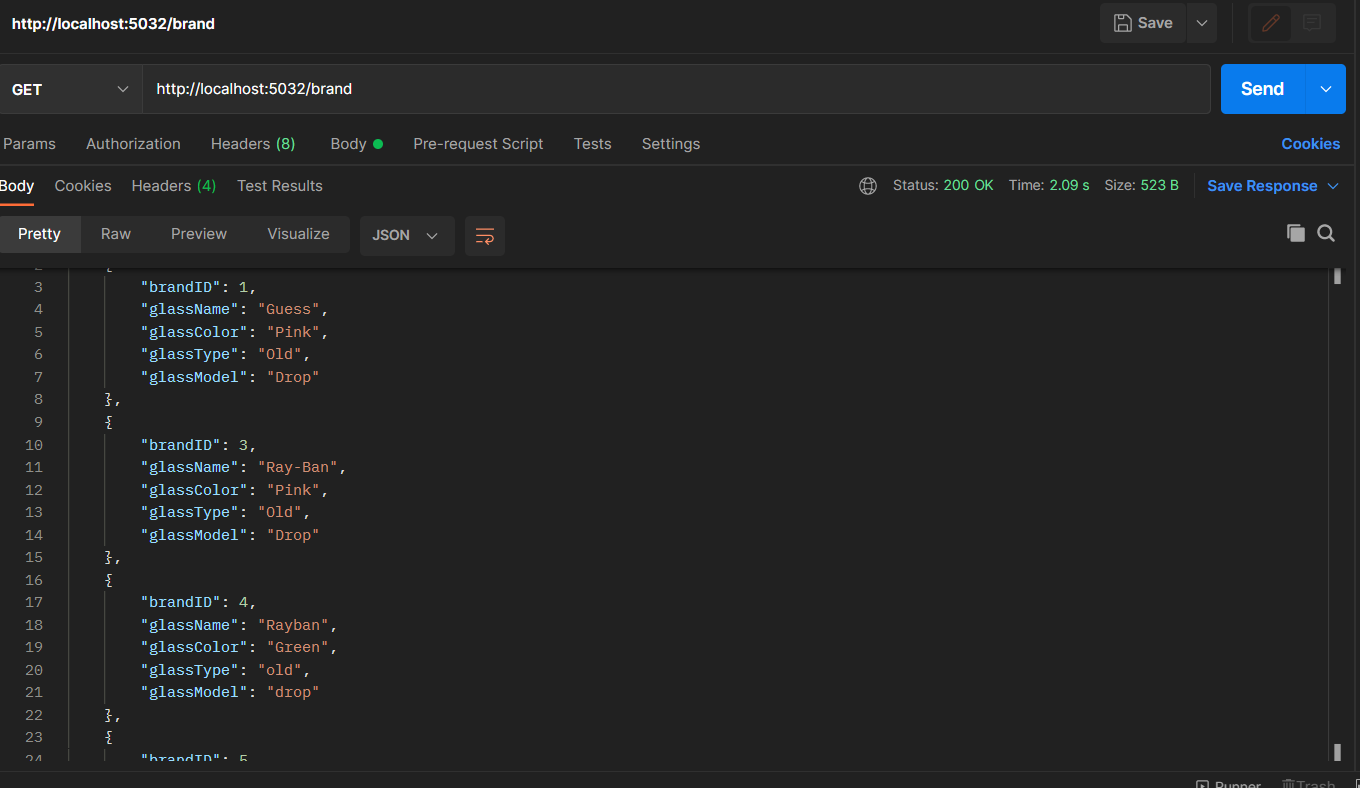 http://localhost:5032/brand
Save
GET
http://localhost:5032/brand
Send
Params Authorization Headers (8) Body Pre-request Script Tests Settings Cookies
Body Cookies Headers (4) Test Results Status: 200 OK Time: 2.09 s Size: 523 B Save Response
Pretty Raw Preview Visualize JSON
2 {
3 "brandID": 1,
4 "glassName": "Guess",
5 "glassColor": "Pink",
6 "glassType": "Old",
7 "glassModel": "Drop"
8 },
9 {
10 "brandID": 3,
11 "glassName": "Ray-Ban",
12 "glassColor": "Pink",
13 "glassType": "Old",
14 "glassModel": "Drop"
15 },
16 {
17 "brandID": 4,
18 "glassName": "Rayban",
19 "glassColor": "Green",
20 "glassType": "old",
21 "glassModel": "drop"
22 },
23 {
24 "brandID": 5
Runner Trash